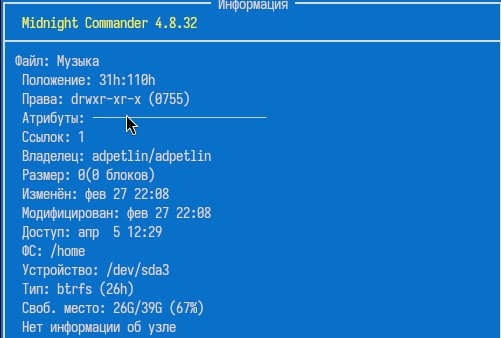 Информация
Midnight Commander 4.8.32
Файл: Музыка
Положение: 31h:110h
Права: drwxr-xr-x (0755)
Атрибуты: ————————————————————————
Ссылок: 1
Владелец: adpetlin/adpetlin
Размер: 0(0 блоков)
Изменён: фев 27 22:08
Модифицирован: фев 27 22:08
Доступ: апр  5 12:29
ФС: /home
Устройство: /dev/sda3
Тип: btrfs (26h)
Своб. место: 26G/39G (67%)
Нет информации об узле